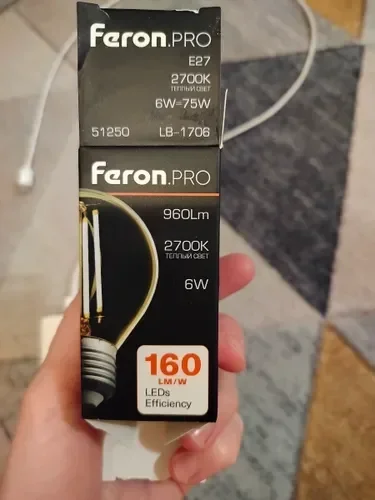 Feron.PRO
E27
2700K
ТЕПЛЫЙ СВЕТ
6W=75W
51250 LB-1706
Feron.PRO
960Lm
2700K
ТЕПЛЫЙ СВЕТ
6W
160
LM/W
LEDs
Efficiency